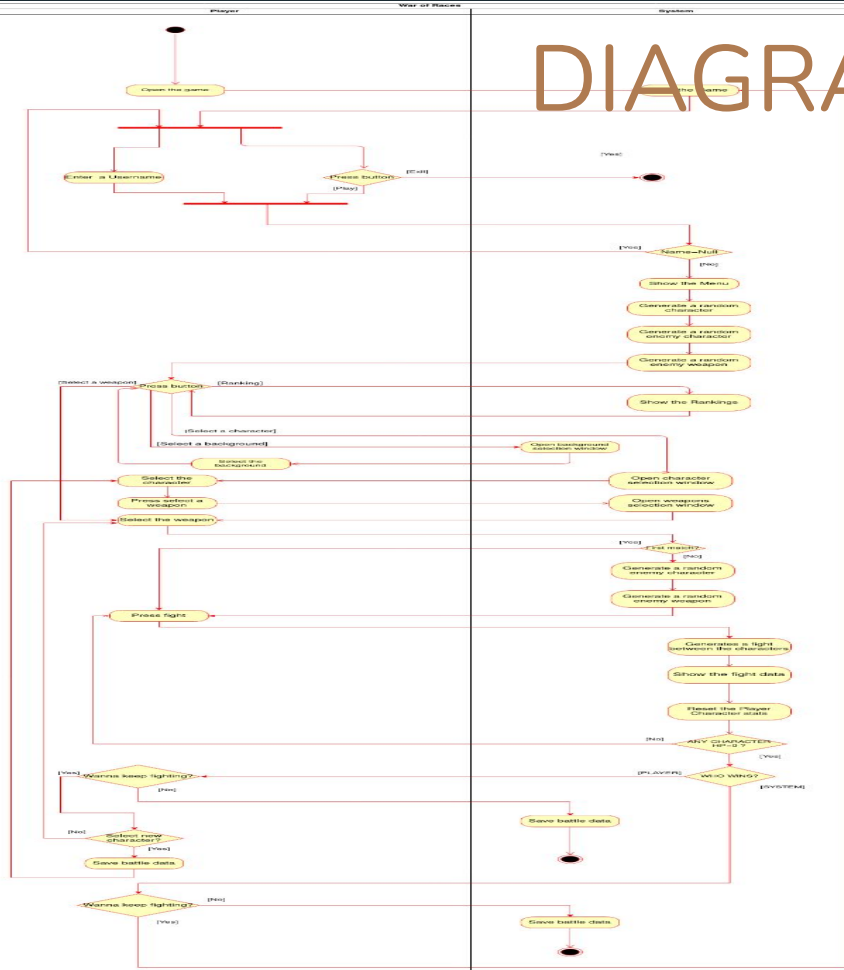 War of Races
Player
System
DIAGRA
Open the game
the game
[Yes]
Enter a Username
Press button
[Exit]
[Play]
[Yes]
Name=Null
[No]
Show the Menu
Generate a random
character
Generate a random
enemy character
Generate a random
enemy weapon
[Select a weapon]
Press button
[Ranking]
Show the Rankings
[Select a character]
[Select a background]
Open background
selection window
Select the
background
Select the
character
Open character
selection window
Press select a
weapon
Open weapons
selection window
Select the weapon
[Yes]
First match?
[No]
Generate a random
enemy character
Generate a random
enemy weapon
Press fight
Generates a fight
between the characters
Show the fight data
Reset the Player
Character stats
[No]
ANY CHARACTER
HP=0 ?
[Yes]
[Yes]
Wanna keep fighting?
[PLAYER]
WHO WINS?
[No]
[SYSTEM]
Save battle data
[No]
Select new
character?
[Yes]
Save battle data
Wanna keep fighting?
[No]
[Yes]
Save battle data